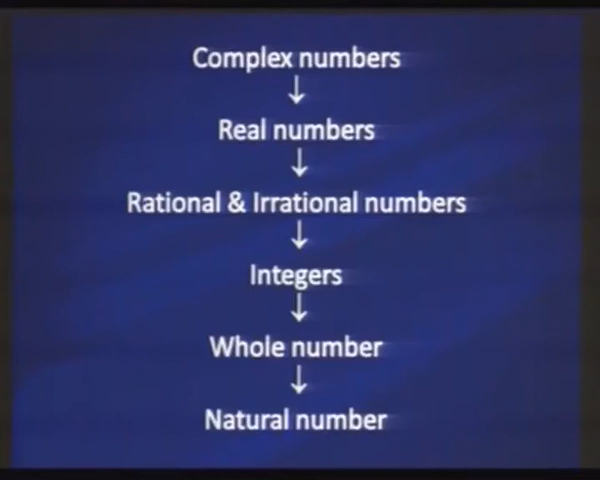 Complex numbers
↓
Real numbers
↓
Rational & Irrational numbers
↓
Integers
↓
Whole number
↓
Natural number